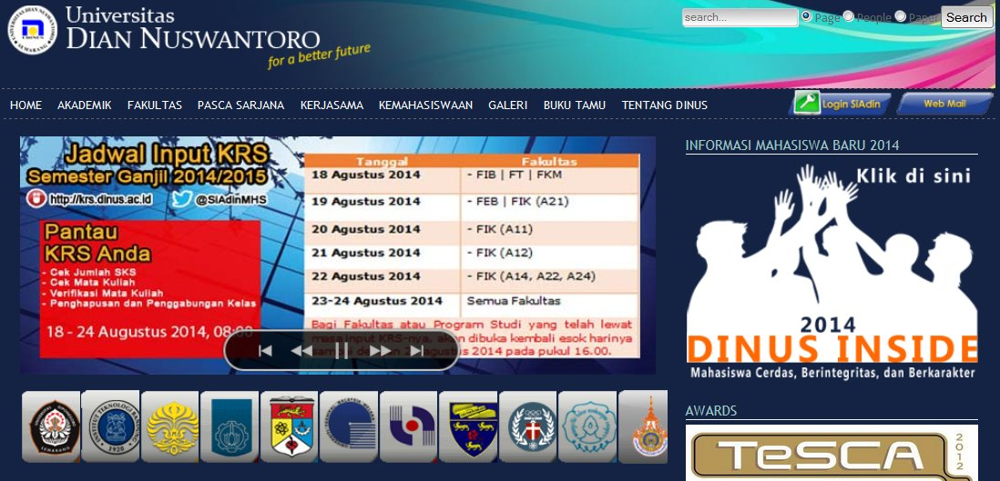 Universitas
DIAN NUSWANTORO
for a better future
search...
Page
People
Paper
Search
HOME
AKADEMIK
FAKULTAS
PASCA SARJANA
KERJASAMA
KEMAHASISWAAN
GALERI
BUKU TAMU
TENTANG DINUS
Login SiAdin
Web Mail
Jadwal Input KRS
Semester Ganjil 2014/2015
http://krs.dinus.ac.id
@SiAdinMHS
Pantau
KRS Anda
- Cek Jumlah SKS
- Cek Mata Kuliah
- Verifikasi Mata Kuliah
- Penghapusan dan Penggabungan Kelas
18 - 24 Augustus 2014, 08:00
Tanggal Fakultas
18 Agustus 2014 - FIB | FT | FKM
19 Agustus 2014 - FEB | FIK (A21)
20 Agustus 2014 - FIK (A11)
21 Agustus 2014 - FIK (A12)
22 Agustus 2014 - FIK (A14, A22, A24)
23-24 Agustus 2014 Semua Fakultas
Bagi Fakultas atau Program Studi yang telah lewat
masa input KRS-nya, akan dibuka kembali esok harinya
agustus 2014 pada pukul 16.00.
INFORMASI MAHASISWA BARU 2014
Klik di sini
2014
DINUS INSIDE
Mahasiswa Cerdas, Berintegritas, dan Berkarakter
AWARDS
TeSCA
2012